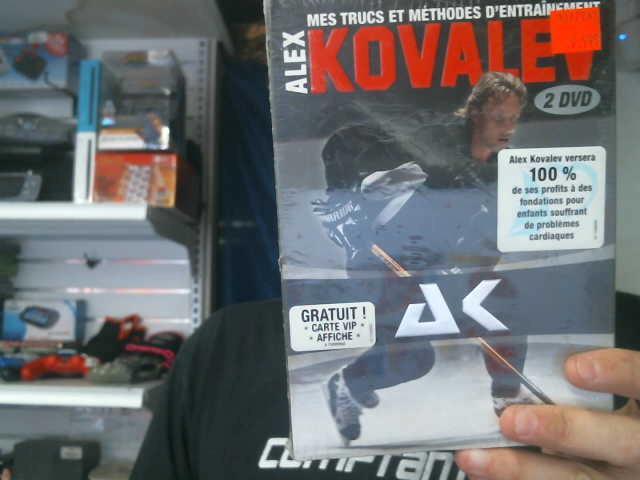 MES TRUCS ET MÉTHODES D'ENTRAÎNEMENT
ALEX
KOVALEV
2 DVD
Alex Kovalev versera
100 %
de ses profits à des
fondations pour
enfants souffrant
de problèmes
cardiaques
GRATUIT !
• CARTE VIP •
• AFFICHE •
AK